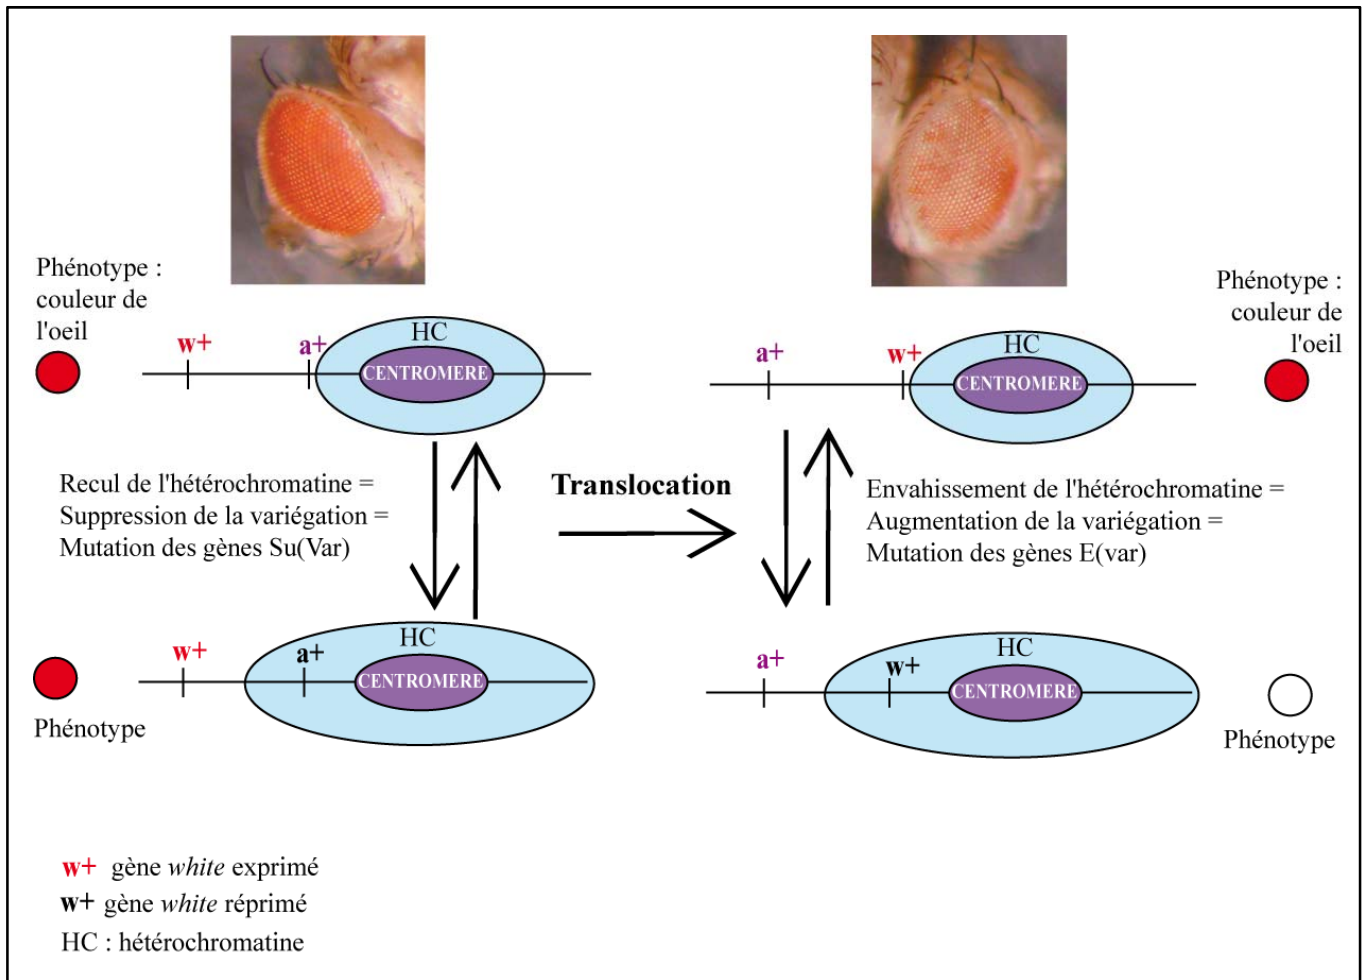 Phénotype :
couleur de
l'oeil
w+
a+
HC
CENTROMERE
a+
w+
HC
CENTROMERE
Phénotype :
couleur de
l'oeil
Recul de l'hétérochromatine =
Suppression de la variégation =
Mutation des gènes Su(Var)
Translocation
Envahissement de l'hétérochromatine =
Augmentation de la variégation =
Mutation des gènes E(var)
w+
a+
HC
CENTROMERE
Phénotype
a+
w+
HC
CENTROMERE
Phénotype
w+ gène white exprimé
w+ gène white réprimé
HC : hétérochromatine